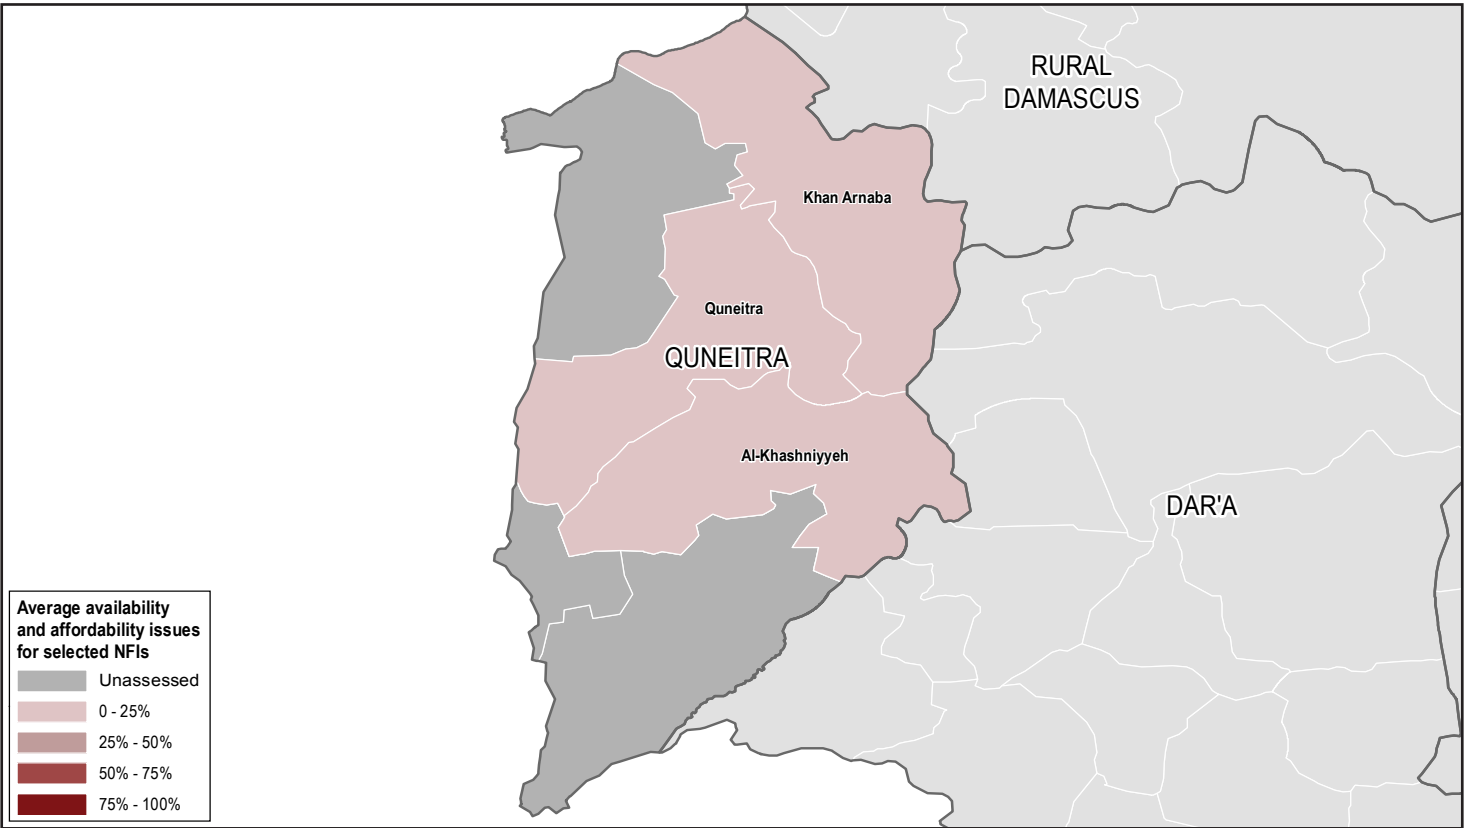 RURAL
DAMASCUS
Khan Arnaba
Quneitra
QUNEITRA
Al-Khashniyyeh
DAR'A
Average availability
and affordability issues
for selected NFIs
Unassessed
0 - 25%
25% - 50%
50% - 75%
75% - 100%